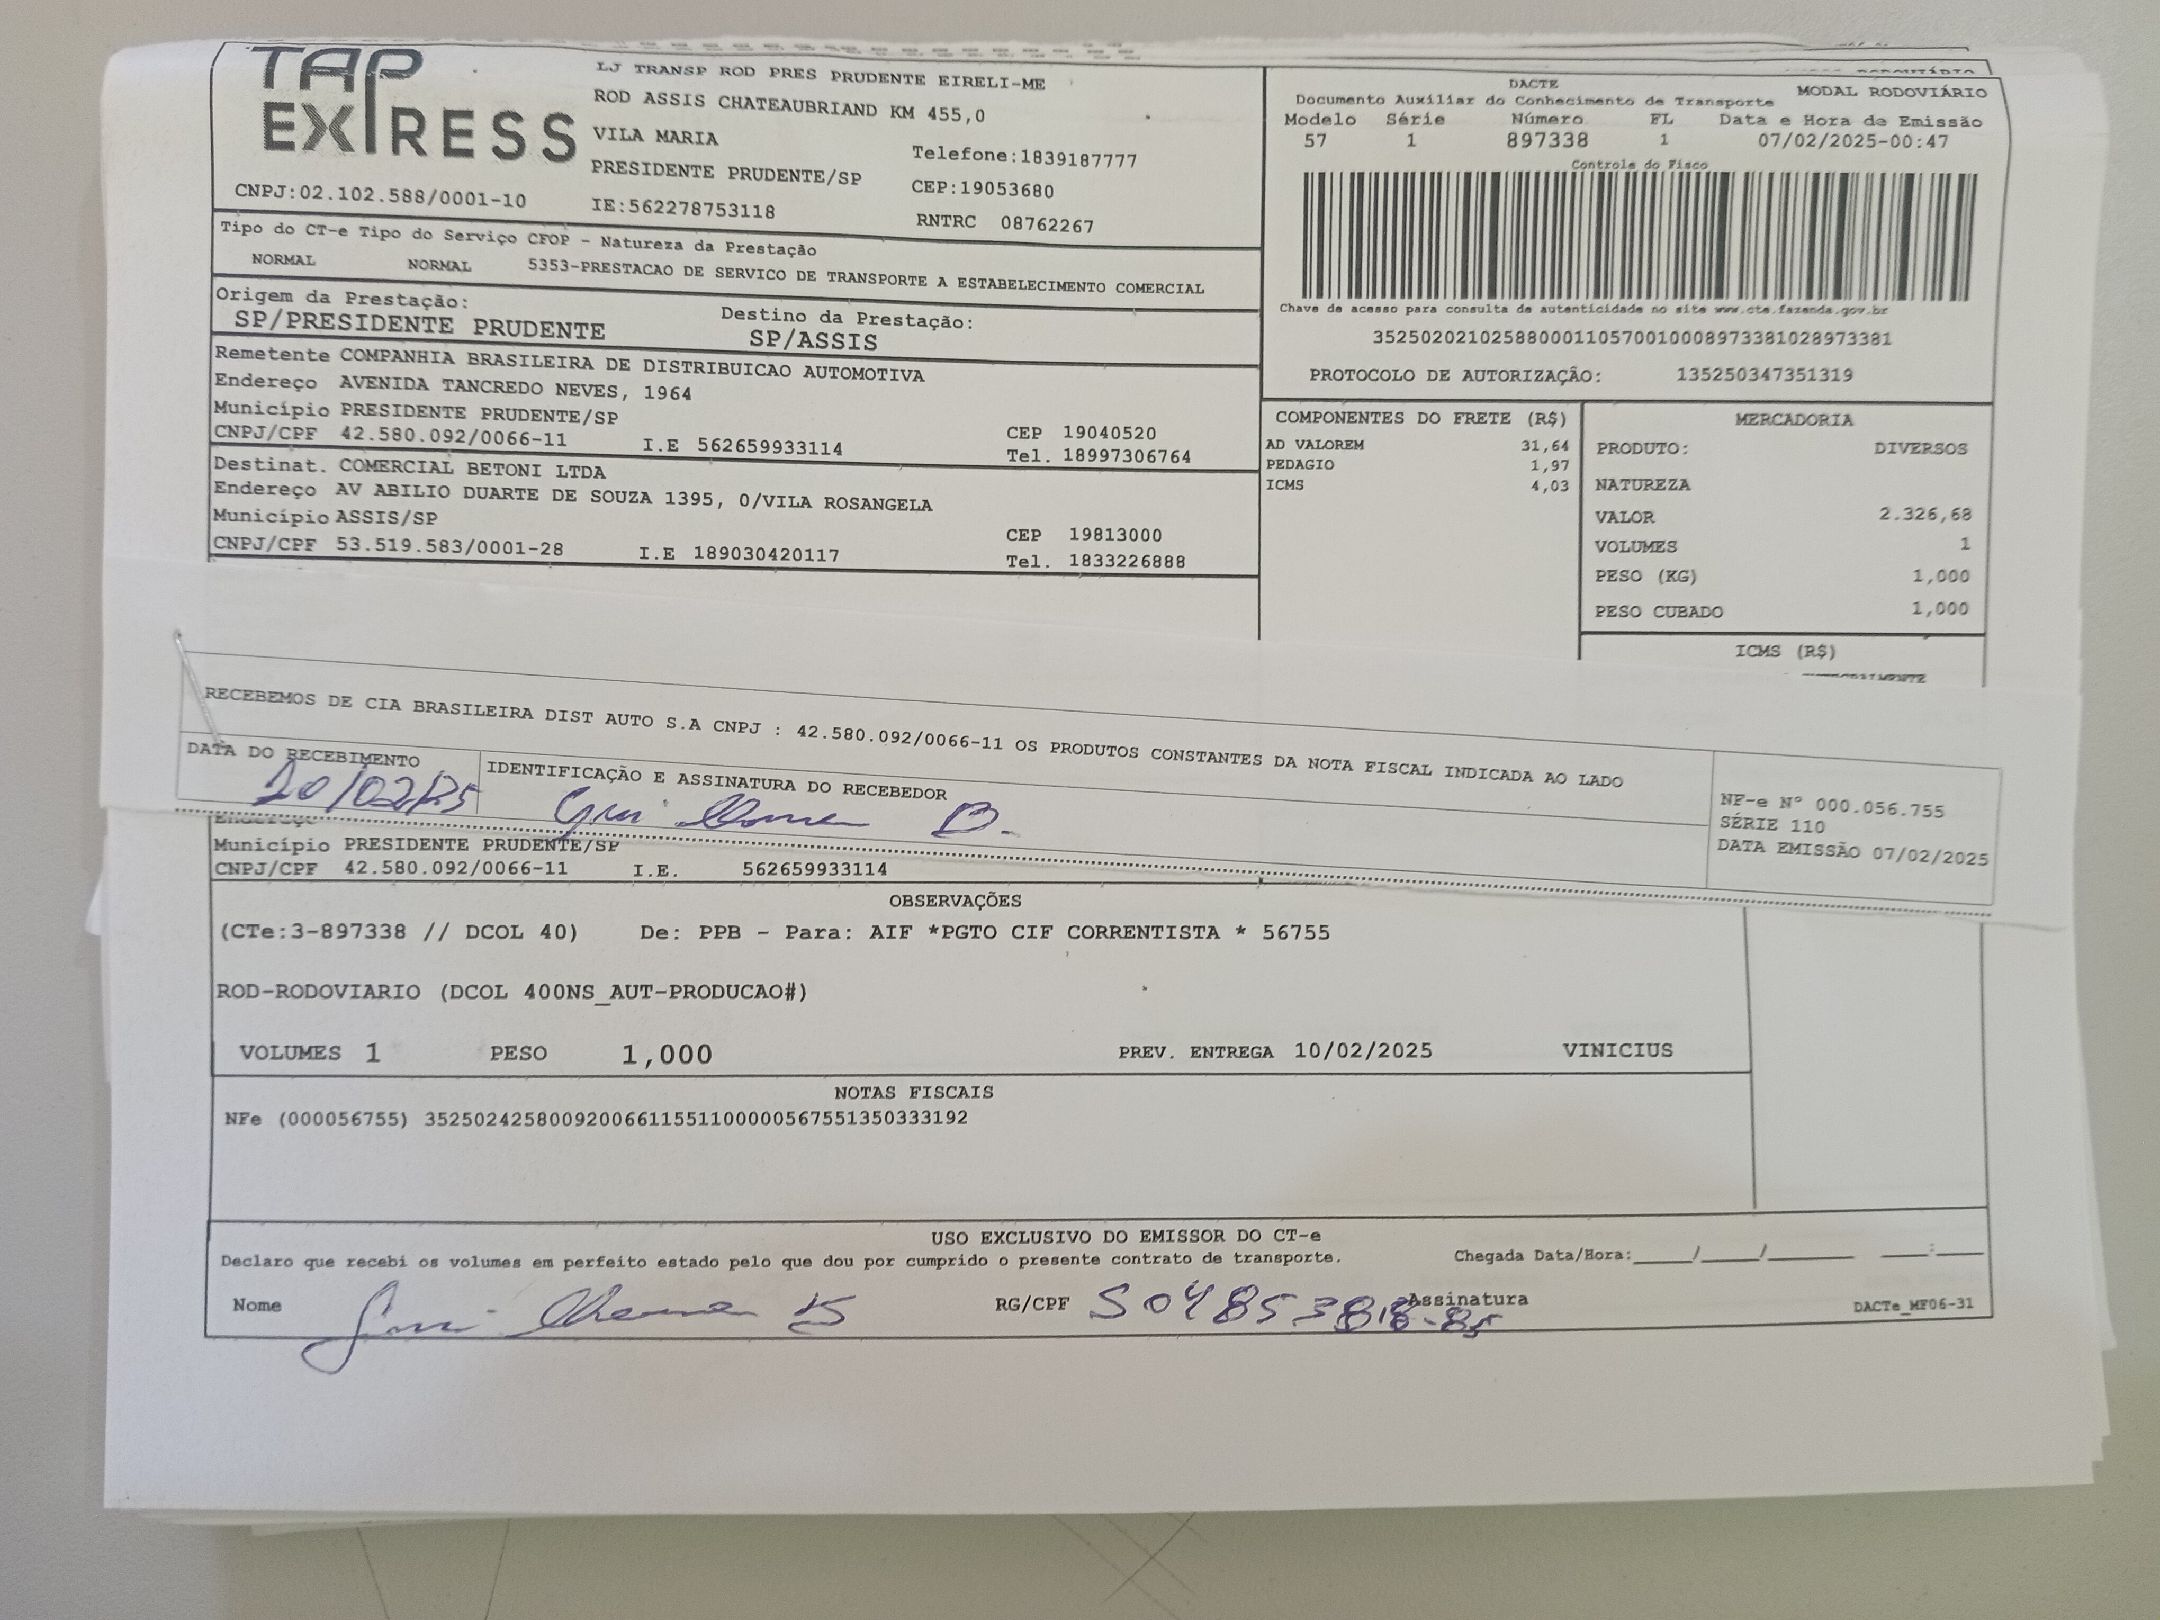 TAP EXPRESS
LJ TRANSP ROD PRES PRUDENTE EIRELI-ME
ROD ASSIS CHATEAUBRIAND KM 455,0
VILA MARIA
Telefone:1839187777
PRESIDENTE PRUDENTE/SP
CEP:19053680
CNPJ:02.102.588/0001-10
IE:562278753118
RNTRC 08762267
DACTE
MODAL RODOVIÁRIO
Documento Auxiliar do Conhecimento de Transporte
Modelo Série Número FL Data e Hora de Emissão
57 1 897338 1 07/02/2025-00:47
Controle do Fisco
Chave de acesso para consulta de autenticidade no site www.cte.fazenda.gov.br
35250202102588000110570010008973381028973381
PROTOCOLO DE AUTORIZAÇÃO: 135250347351319
Tipo do CT-e Tipo do Serviço CFOP - Natureza da Prestação
NORMAL NORMAL 5353-PRESTACAO DE SERVICO DE TRANSPORTE A ESTABELECIMENTO COMERCIAL
Origem da Prestação: Destino da Prestação:
SP/PRESIDENTE PRUDENTE SP/ASSIS
Remetente COMPANHIA BRASILEIRA DE DISTRIBUICAO AUTOMOTIVA
Endereço AVENIDA TANCREDO NEVES, 1964
Município PRESIDENTE PRUDENTE/SP CEP 19040520
CNPJ/CPF 42.580.092/0066-11 I.E 562659933114 Tel. 18997306764
Destinat. COMERCIAL BETONI LTDA
Endereço AV ABILIO DUARTE DE SOUZA 1395, 0/VILA ROSANGELA
Município ASSIS/SP CEP 19813000
CNPJ/CPF 53.519.583/0001-28 I.E 189030420117 Tel. 1833226888
COMPONENTES DO FRETE (R$)
AD VALOREM 31,64
PEDAGIO 1,97
ICMS 4,03
MERCADORIA
PRODUTO: DIVERSOS
NATUREZA
VALOR 2.326,68
VOLUMES 1
PESO (KG) 1,000
PESO CUBADO 1,000
ICMS (R$)
RECEBEMOS DE CIA BRASILEIRA DIST AUTO S.A CNPJ : 42.580.092/0066-11 OS PRODUTOS CONSTANTES DA NOTA FISCAL INDICADA AO LADO
DATA DO RECEBIMENTO IDENTIFICAÇÃO E ASSINATURA DO RECEBEDOR
NF-e Nº 000.056.755
SÉRIE 110
DATA EMISSÃO 07/02/2025
Endereço
Município PRESIDENTE PRUDENTE/SP
CNPJ/CPF 42.580.092/0066-11 I.E. 562659933114
OBSERVAÇÕES
(CTe:3-897338 // DCOL 40) De: PPB - Para: AIF *PGTO CIF CORRENTISTA * 56755
ROD-RODOVIARIO (DCOL 400NS_AUT-PRODUCAO#)
VOLUMES 1 PESO 1,000 PREV. ENTREGA 10/02/2025 VINICIUS
NOTAS FISCAIS
NFe (000056755) 35250242580092006611551100000567551350333192
USO EXCLUSIVO DO EMISSOR DO CT-e
Declaro que recebi os volumes em perfeito estado pelo que dou por cumprido o presente contrato de transporte. Chegada Data/Hora:____/____/______ ___:___
Nome RG/CPF Assinatura DACTe_MF06-31